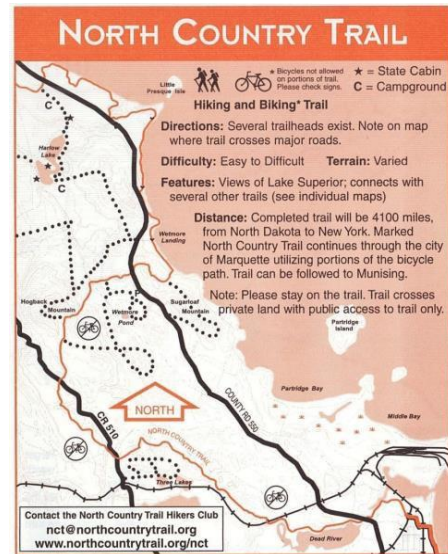 NORTH COUNTRY TRAIL
Little
Presque Isle
* Bicycles not allowed
on portions of trail.
Please check signs.
★ = State Cabin
C = Campground
Hiking and Biking* Trail
Directions: Several trailheads exist. Note on map
where trail crosses major roads.
Difficulty: Easy to Difficult Terrain: Varied
Features: Views of Lake Superior; connects with
several other trails (see individual maps)
Distance: Completed trail will be 4100 miles,
from North Dakota to New York. Marked
North Country Trail continues through the city
of Marquette utilizing portions of the bicycle
path. Trail can be followed to Munising.
Note: Please stay on the trail. Trail crosses
private land with public access to trail only.
C
Harlow
Lake
C
Wetmore
Landing
Hogback
Mountain
P
Wetmore
Pond
Sugarloaf
Mountain
Partridge
Island
Partridge Bay
Middle Bay
NORTH
COUNTY RD 550
CR 510
NORTH COUNTRY TRAIL
Three Lakes
Dead River
Contact the North Country Trail Hikers Club
nct@northcountrytrail.org
www.northcountrytrail.org/nct